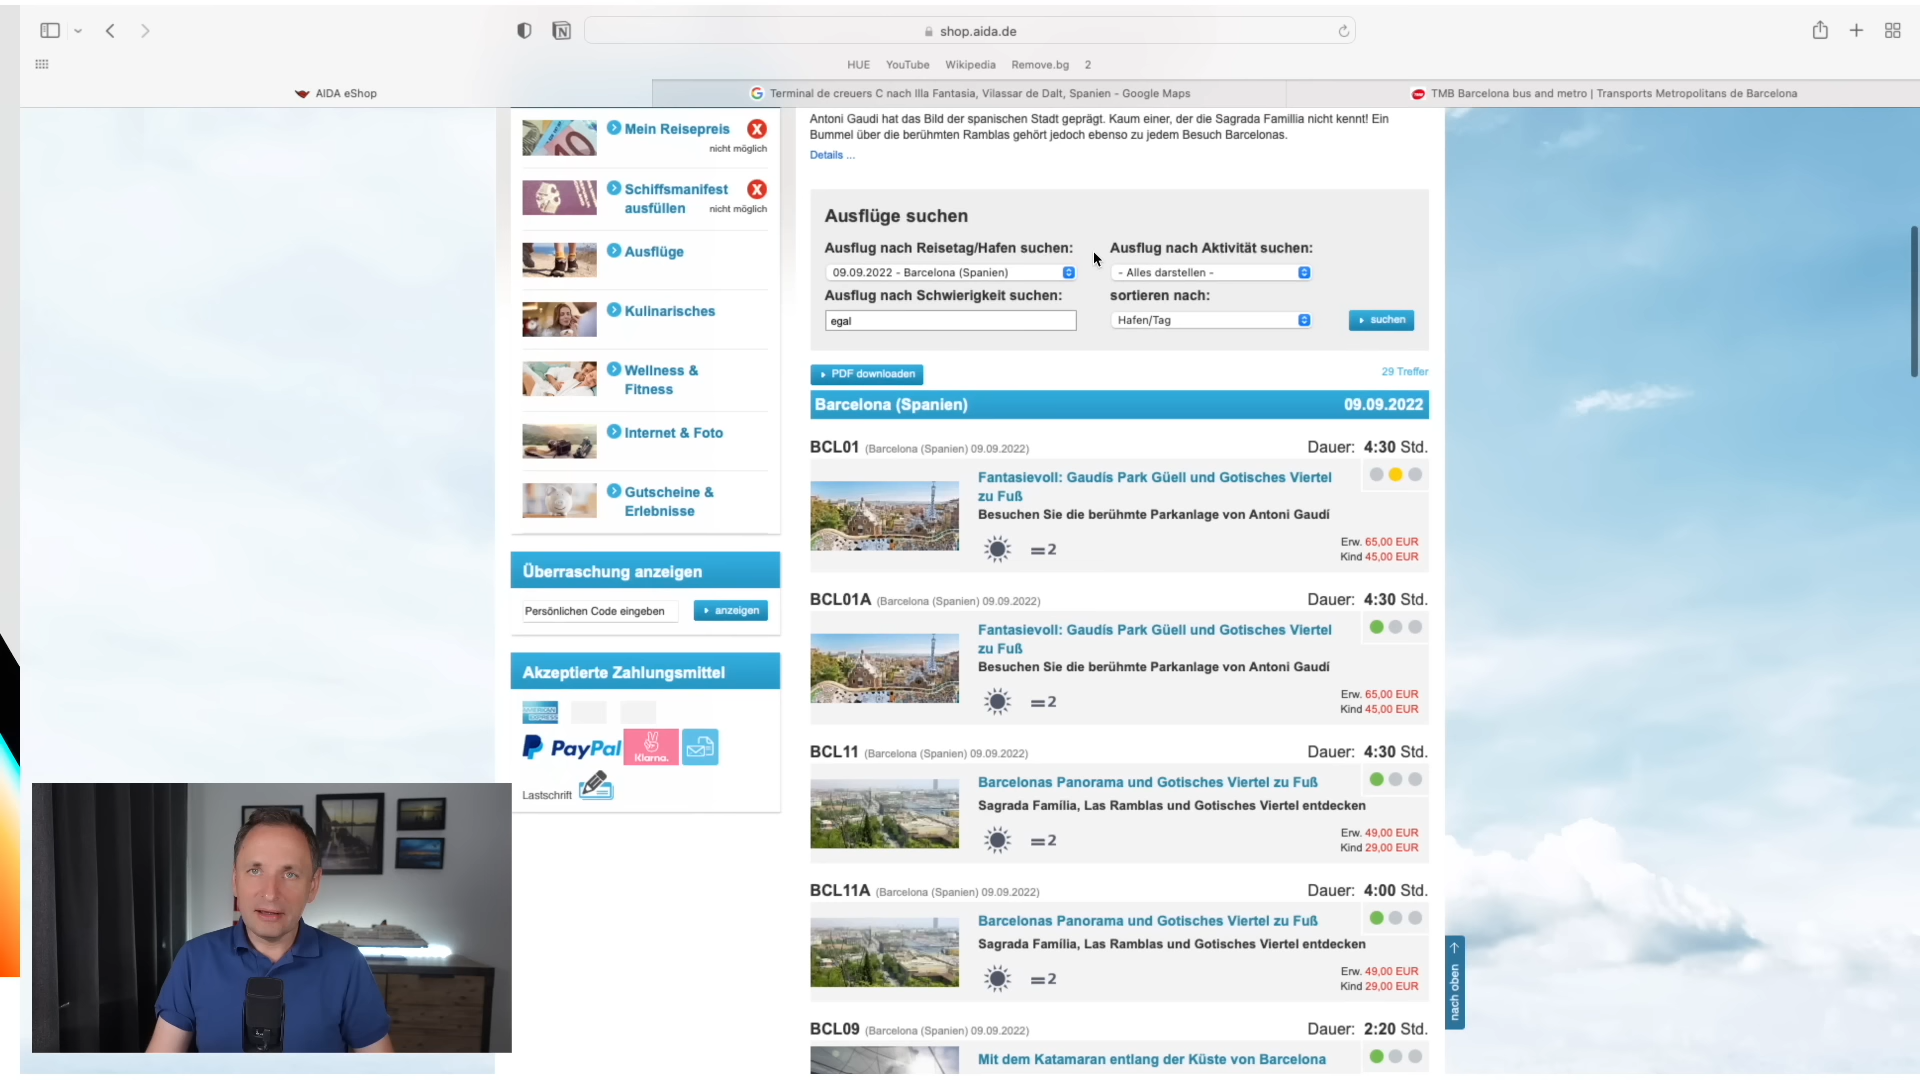 shop.aida.de
HUE YouTube Wikipedia Remove.bg 2
AIDA eShop
Terminal de creuers C nach Illa Fantasia, Vilassar de Dalt, Spanien - Google Maps
TMB Barcelona bus and metro | Transports Metropolitans de Barcelona
Mein Reisepreis
nicht möglich
Schiffsmanifest
ausfüllen
nicht möglich
Ausflüge
Kulinarisches
Wellness &
Fitness
Internet & Foto
Gutscheine &
Erlebnisse
Überraschung anzeigen
Persönlichen Code eingeben
anzeigen
Akzeptierte Zahlungsmittel
AMERICAN
EXPRESS
PayPal
Klarna.
Lastschrift
Antoni Gaudi hat das Bild der spanischen Stadt geprägt. Kaum einer, der die Sagrada Famillia nicht kennt! Ein
Bummel über die berühmten Ramblas gehört jedoch ebenso zu jedem Besuch Barcelonas.
Details ...
Ausflüge suchen
Ausflug nach Reisetag/Hafen suchen:
Ausflug nach Aktivität suchen:
09.09.2022 - Barcelona (Spanien)
- Alles darstellen -
Ausflug nach Schwierigkeit suchen:
sortieren nach:
egal
Hafen/Tag
suchen
PDF downloaden
29 Treffer
Barcelona (Spanien) 09.09.2022
BCL01 (Barcelona (Spanien) 09.09.2022) Dauer: 4:30 Std.
Fantasievoll: Gaudís Park Güell und Gotisches Viertel
zu Fuß
Besuchen Sie die berühmte Parkanlage von Antoni Gaudí
=2
Erw. 65,00 EUR
Kind 45,00 EUR
BCL01A (Barcelona (Spanien) 09.09.2022) Dauer: 4:30 Std.
Fantasievoll: Gaudís Park Güell und Gotisches Viertel
zu Fuß
Besuchen Sie die berühmte Parkanlage von Antoni Gaudí
=2
Erw. 65,00 EUR
Kind 45,00 EUR
BCL11 (Barcelona (Spanien) 09.09.2022) Dauer: 4:30 Std.
Barcelonas Panorama und Gotisches Viertel zu Fuß
Sagrada Família, Las Ramblas und Gotisches Viertel entdecken
=2
Erw. 49,00 EUR
Kind 29,00 EUR
BCL11A (Barcelona (Spanien) 09.09.2022) Dauer: 4:00 Std.
Barcelonas Panorama und Gotisches Viertel zu Fuß
Sagrada Família, Las Ramblas und Gotisches Viertel entdecken
=2
Erw. 49,00 EUR
Kind 29,00 EUR
BCL09 (Barcelona (Spanien) 09.09.2022) Dauer: 2:20 Std.
Mit dem Katamaran entlang der Küste von Barcelona
nach oben